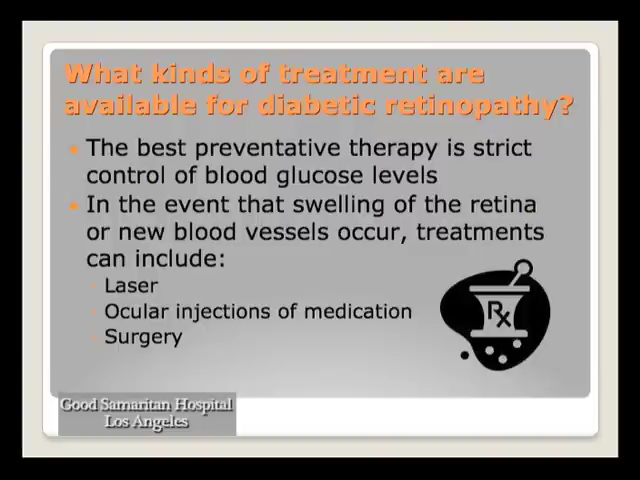 What kinds of treatment are
available for diabetic retinopathy?
The best preventative therapy is strict
control of blood glucose levels
In the event that swelling of the retina
or new blood vessels occur, treatments
can include:
Laser
Ocular injections of medication
Surgery
Rx
Good Samaritan Hospital
Los Angeles